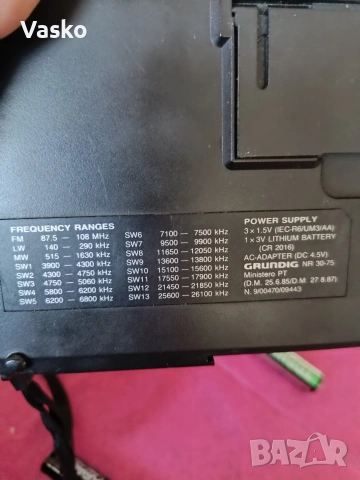 Vasko
FREQUENCY RANGES
FM 87.5 — 108 MHz
LW 140 — 290 kHz
MW 515 — 1630 kHz
SW1 3900 — 4300 kHz
SW2 4300 — 4750 kHz
SW3 4750 — 5060 kHz
SW4 5800 — 6200 kHz
SW5 6200 — 6800 kHz
SW6 7100 — 7500 kHz
SW7 9500 — 9900 kHz
SW8 11650 — 12050 kHz
SW9 13600 — 13800 kHz
SW10 15100 — 15600 kHz
SW11 17550 — 17900 kHz
SW12 21450 — 21850 kHz
SW13 25600 — 26100 kHz
POWER SUPPLY
3 x 1.5V (IEC-R6/UM3/AA)
1 x 3V LITHIUM BATTERY
(CR 2016)
AC-ADAPTER (DC 4.5V)
GRUNDIG NR 30-75
Ministero PT
(D.M. 25.6.85/D.M. 27.8.87)
N. 9/00470/09443
BAZAR